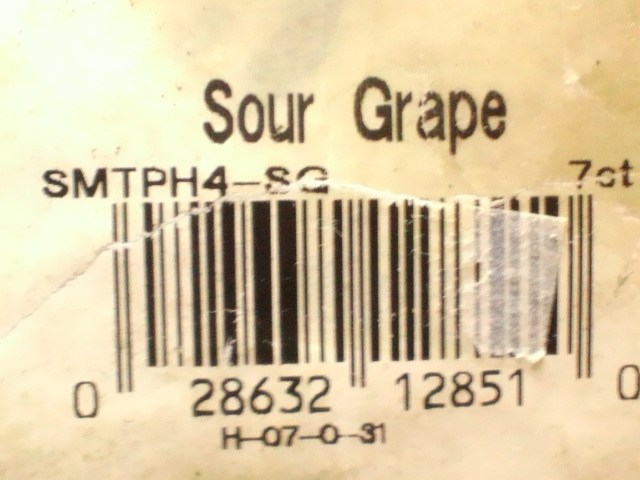 Sour Grape
SMTPH4-SG 7ct
0 28632 12851 0
H-07-0-31